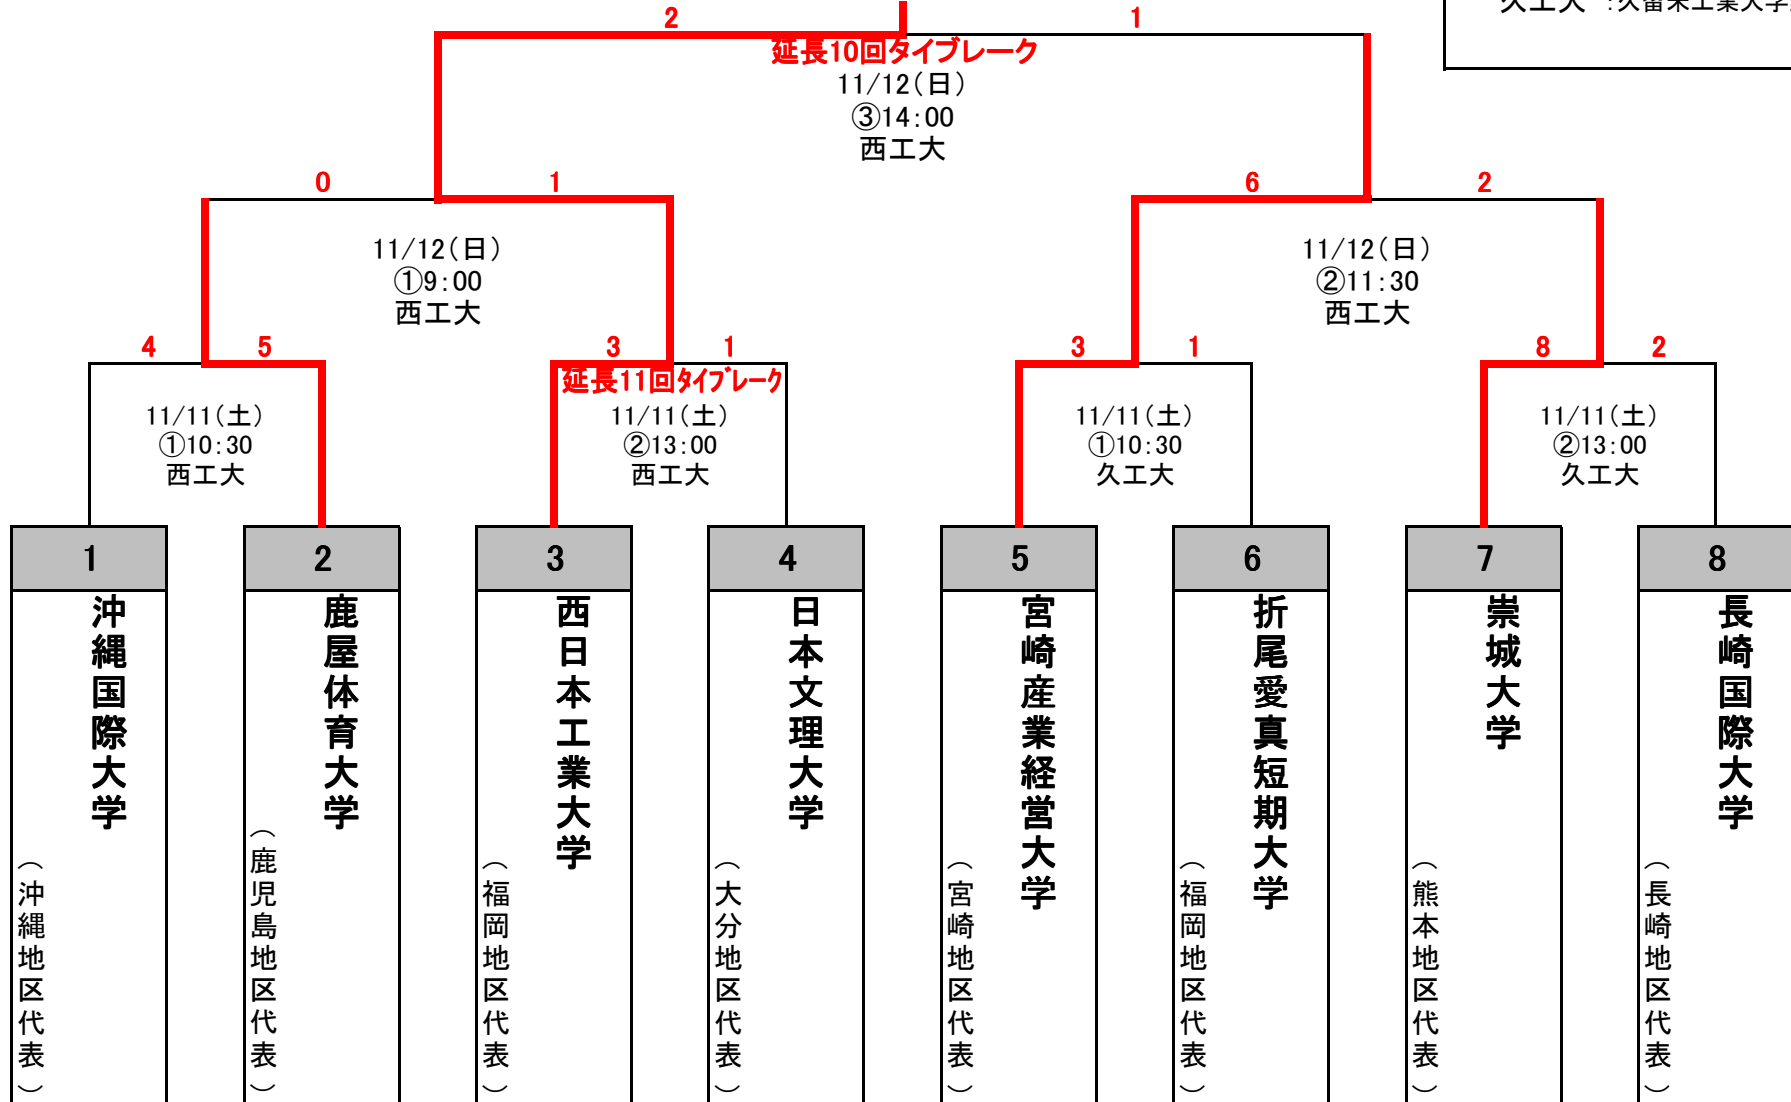 久工大 :久留米工業大学
2
1
延長10回タイブレーク
11/12(日)
③14:00
西工大
0
1
6
2
11/12(日)
①9:00
西工大
11/12(日)
②11:30
西工大
4
5
3
1
3
1
8
2
延長11回タイブレーク
11/11(土)
①10:30
西工大
11/11(土)
②13:00
西工大
11/11(土)
①10:30
久工大
11/11(土)
②13:00
久工大
1
2
3
4
5
6
7
8
沖縄国際大学
(沖縄地区代表)
鹿屋体育大学
(鹿児島地区代表)
西日本工業大学
(福岡地区代表)
日本文理大学
(大分地区代表)
宮崎産業経営大学
(宮崎地区代表)
折尾愛真短期大学
(福岡地区代表)
崇城大学
(熊本地区代表)
長崎国際大学
(長崎地区代表)